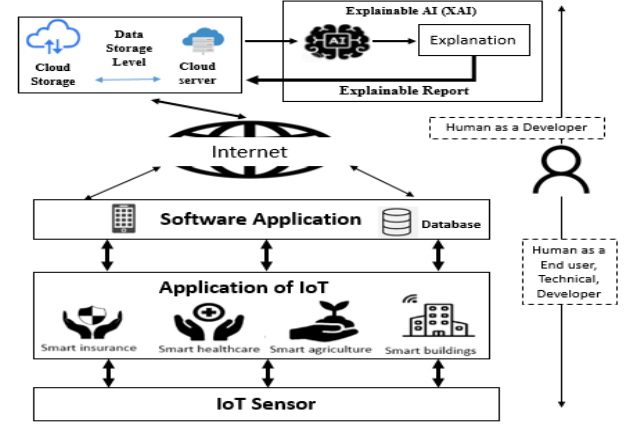 Explainable AI (XAI)
Data
Storage
Level
Cloud
Storage
Cloud
server
AI
Explanation
Explainable Report
Human as a Developer
Internet
Software Application
Database
Human as a
End user,
Technical,
Developer
Application of IoT
Smart insurance
Smart healthcare
Smart agriculture
Smart buildings
IoT Sensor